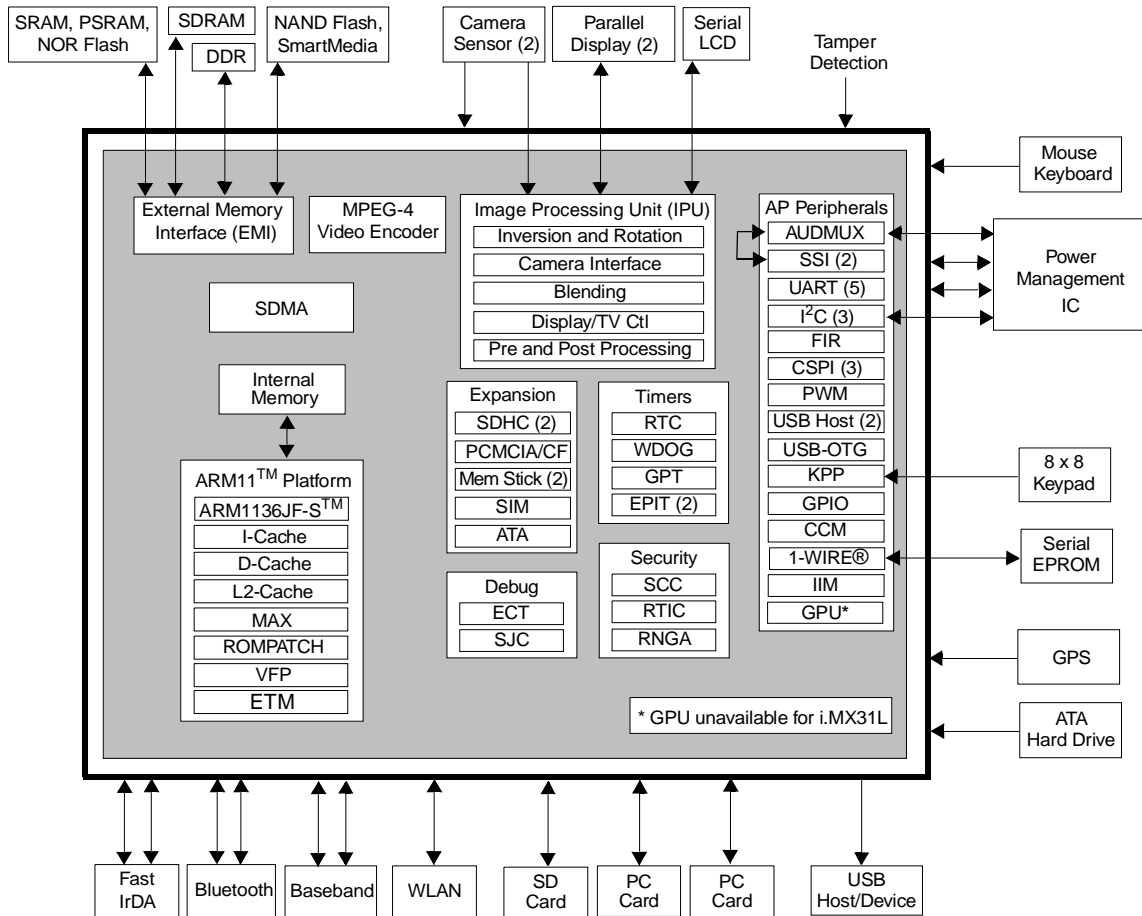 SRAM, PSRAM,
NOR Flash
SDRAM
DDR
NAND Flash,
SmartMedia
Camera
Sensor (2)
Parallel
Display (2)
Serial
LCD
Tamper
Detection
External Memory
Interface (EMI)
MPEG-4
Video Encoder
SDMA
Internal
Memory
ARM11TM Platform
ARM1136JF-STM
I-Cache
D-Cache
L2-Cache
MAX
ROMPATCH
VFP
ETM
Image Processing Unit (IPU)
Inversion and Rotation
Camera Interface
Blending
Display/TV Ctl
Pre and Post Processing
Expansion
SDHC (2)
PCMCIA/CF
Mem Stick (2)
SIM
ATA
Timers
RTC
WDOG
GPT
EPIT (2)
Debug
ECT
SJC
Security
SCC
RTIC
RNGA
AP Peripherals
AUDMUX
SSI (2)
UART (5)
I2C (3)
FIR
CSPI (3)
PWM
USB Host (2)
USB-OTG
KPP
GPIO
CCM
1-WIRE®
IIM
GPU*
* GPU unavailable for i.MX31L
Mouse
Keyboard
Power
Management
IC
8 x 8
Keypad
Serial
EPROM
GPS
ATA
Hard Drive
Fast
IrDA
Bluetooth
Baseband
WLAN
SD
Card
PC
Card
PC
Card
USB
Host/Device